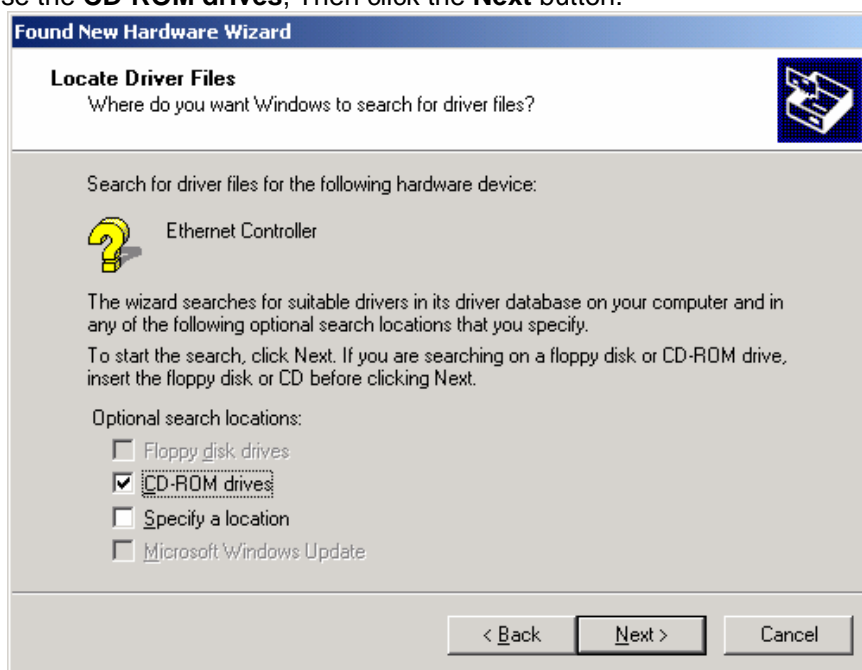 se the CD-ROM drives, Then click the Next button.
Found New Hardware Wizard
Locate Driver Files
Where do you want Windows to search for driver files?
Search for driver files for the following hardware device:
Ethernet Controller
The wizard searches for suitable drivers in its driver database on your computer and in
any of the following optional search locations that you specify.
To start the search, click Next. If you are searching on a floppy disk or CD-ROM drive,
insert the floppy disk or CD before clicking Next.
Optional search locations:
Floppy disk drives
CD-ROM drives
Specify a location
Microsoft Windows Update
< Back Next > Cancel